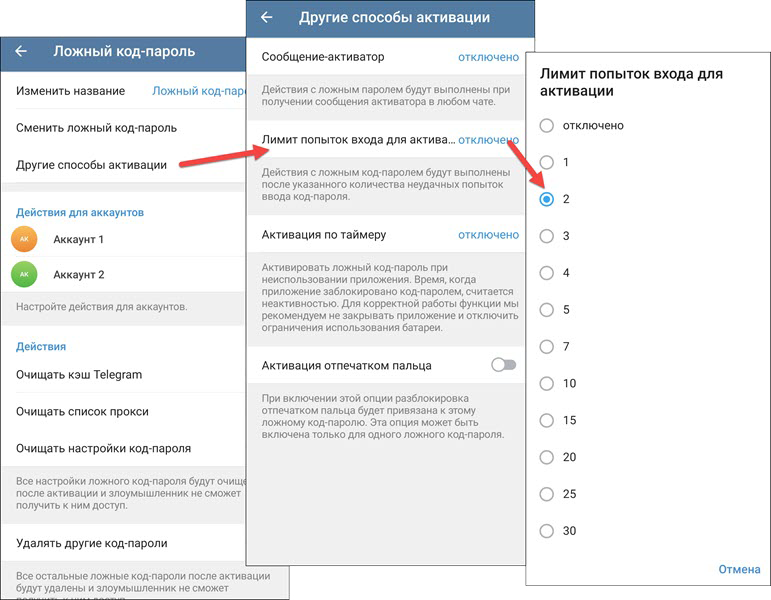 Ложный код-пароль
Изменить название
Ложный код-пар
Сменить ложный код-пароль
Другие способы активации
Действия для аккаунтов
АК
Аккаунт 1
АК
Аккаунт 2
Настройте действия для аккаунтов.
Действия
Очищать кэш Telegram
Очищать список прокси
Очищать настройки код-пароля
Все настройки ложного код-пароля будут очище
после активации и злоумышленник не сможет
получить к ним доступ.
Удалять другие код-пароли
Все остальные ложные код-пароли после активации
будут удалены и злоумышленник не сможет
Другие способы активации
Сообщение-активатор
отключено
Действия с ложным паролем будут выполнены при
получении сообщения активатора в любом чате.
Лимит попыток входа для актива...
отключено
Действия с ложным код-паролем будут выполнены
после указанного количества неудачных попыток
ввода код-пароля.
Активация по таймеру
отключено
Активировать ложный код-пароль при
неиспользовании приложения. Время, когда
приложение заблокировано код-паролем, считается
неактивностью. Для корректной работы функции мы
рекомендуем не закрывать приложение и отключить
ограничения использования батареи.
Активация отпечатком пальца
При включении этой опции разблокировка
отпечатком пальца будет привязана к этому
ложному код-паролю. Эта опция может быть
включена только для одного ложного код-пароля.
Лимит попыток входа для
активации
отключено
1
2
3
4
5
7
10
15
20
25
30
Отмена